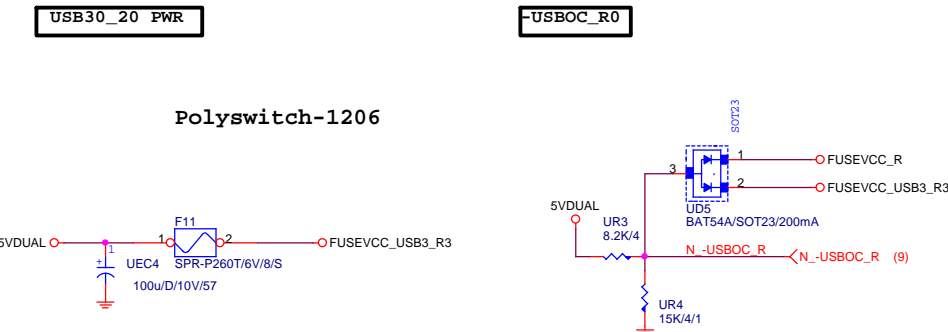 USB30_20 PWR
-USBOC_R0
Polyswitch-1206
SOT23
1
FUSEVCC_R
3
2
FUSEVCC_USB3_R3
UD5
BAT54A/SOT23/200mA
5VDUAL
UR3
8.2K/4
N_-USBOC_R
N_-USBOC_R (9)
UR4
15K/4/1
5VDUAL
1
F11
1
2
FUSEVCC_USB3_R3
SPR-P260T/6V/8/S
+
UEC4
100u/D/10V/57